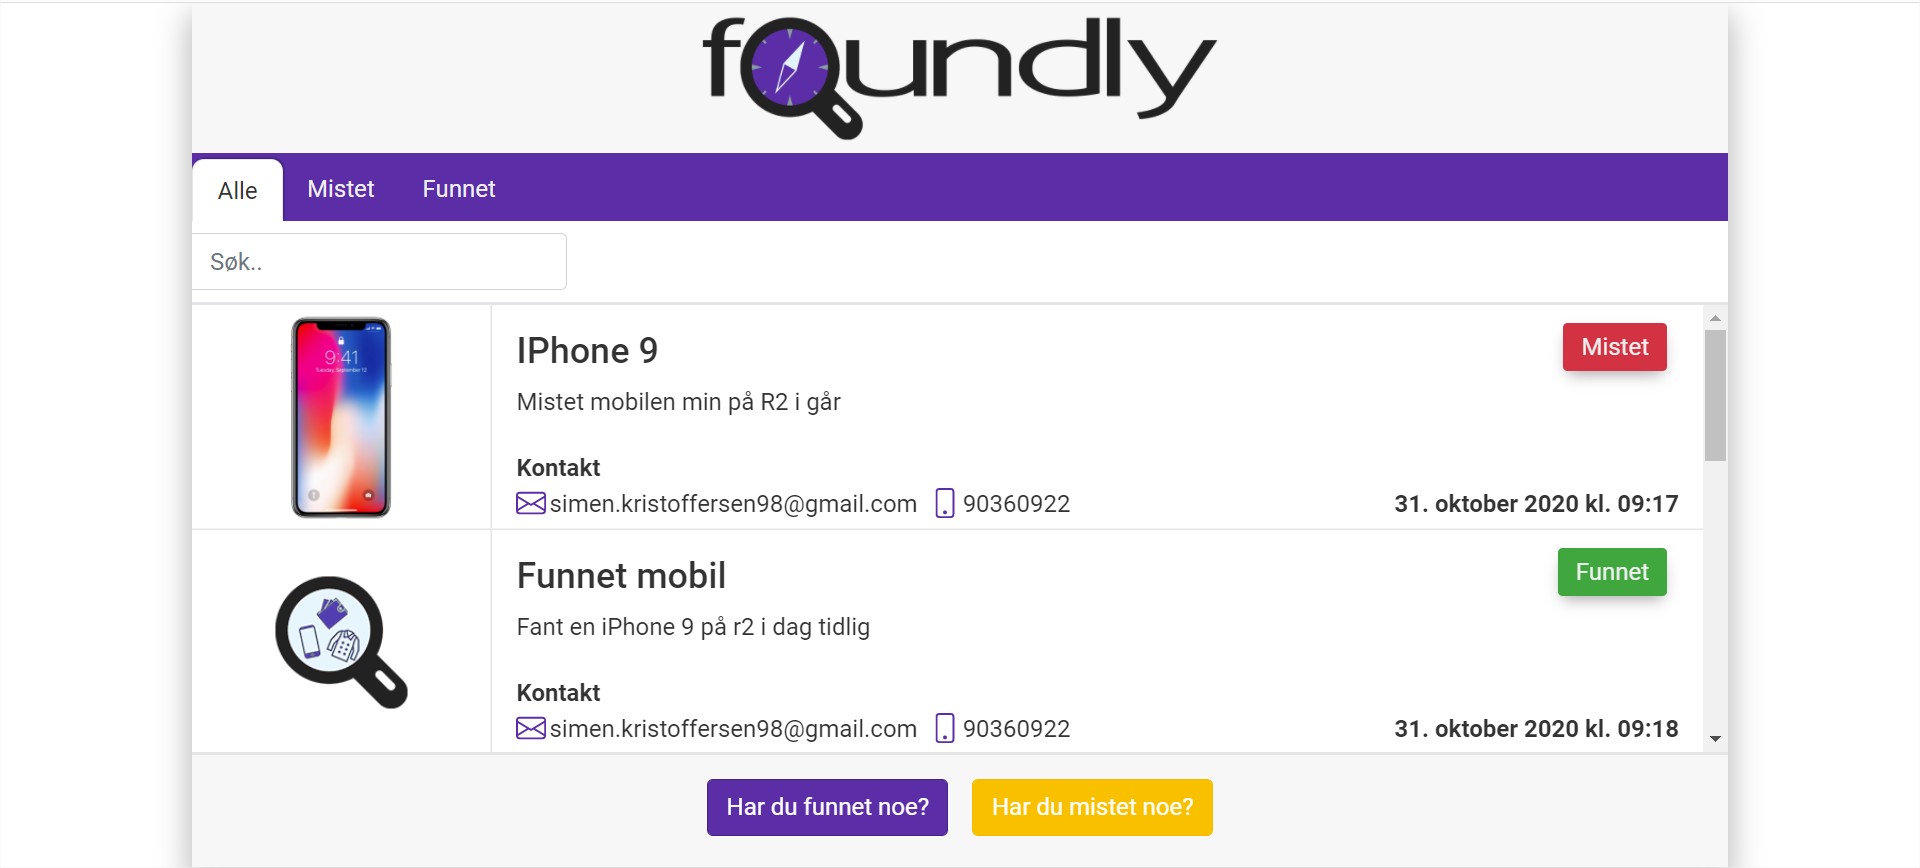 foundly
Alle Mistet Funnet
Søk..
9:41
IPhone 9
Mistet
Mistet mobilen min på R2 i går
Kontakt
simen.kristoffersen98@gmail.com 90360922 31. oktober 2020 kl. 09:17
Funnet mobil
Funnet
Fant en iPhone 9 på r2 i dag tidlig
Kontakt
simen.kristoffersen98@gmail.com 90360922 31. oktober 2020 kl. 09:18
Har du funnet noe? Har du mistet noe?